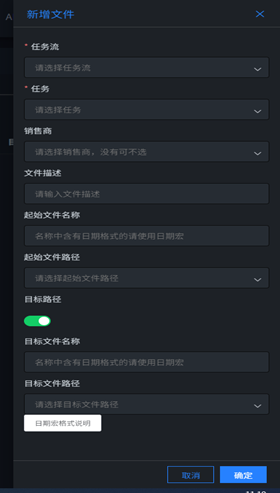 新增文件
* 任务流
请选择任务流
* 任务
请选择任务
销售商
请选择销售商，没有可不选
文件描述
请输入文件描述
起始文件名称
名称中含有日期格式的请使用日期宏
起始文件路径
请选择起始文件路径
目标路径
目标文件名称
名称中含有日期格式的请使用日期宏
目标文件路径
请选择目标文件路径
日期宏格式说明
取消
确定